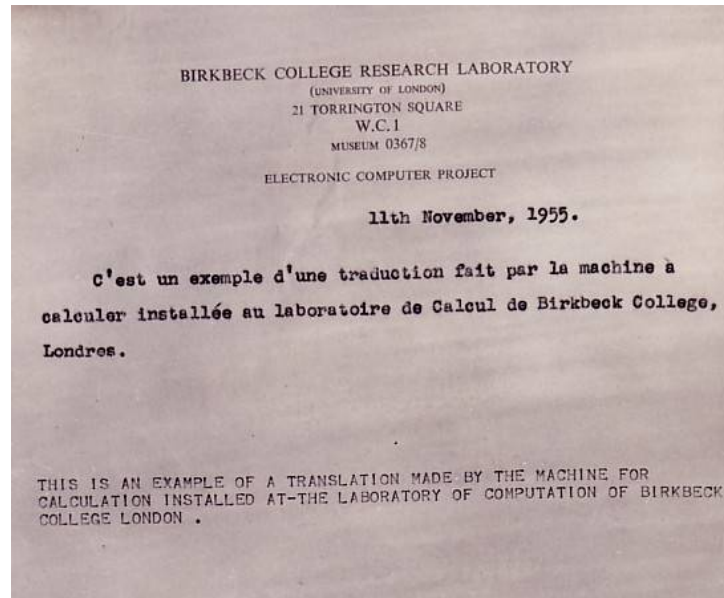 BIRKBECK COLLEGE RESEARCH LABORATORY
(UNIVERSITY OF LONDON)
21 TORRINGTON SQUARE
W.C.1
MUSEUM 0367/8
ELECTRONIC COMPUTER PROJECT
11th November, 1955.
C'est un exemple d'une traduction fait par la machine à
calculer installée au laboratoire de Calcul de Birkbeck College,
Londres.
THIS IS AN EXAMPLE OF A TRANSLATION MADE BY THE MACHINE FOR
CALCULATION INSTALLED AT-THE LABORATORY OF COMPUTATION OF BIRKBECK
COLLEGE LONDON .